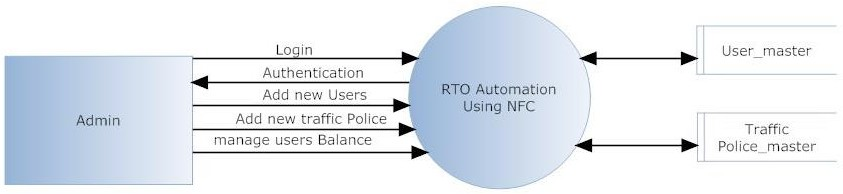 Login
Authentication
Add new Users
Add new traffic Police
manage users Balance
Admin
RTO Automation
Using NFC
User_master
Traffic
Police_master